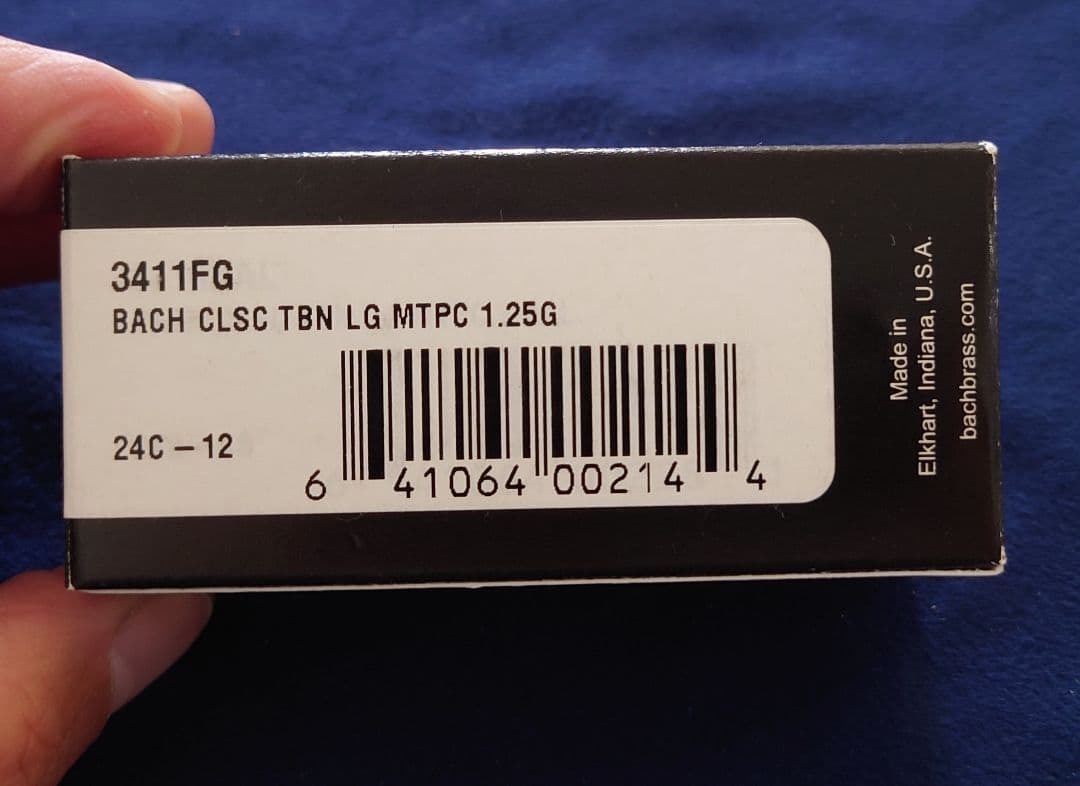 3411FG
BACH CLSC TBN LG MTPC 1.25G
24C – 12
6 41064 00214 4
Made in
Elkhart, Indiana, U.S.A.
bachbrass.com